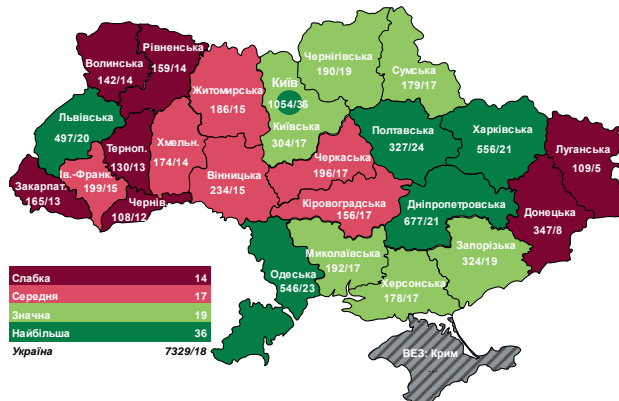 Волинська
142/14
Рівненська
159/14
Житомирська
186/15
Київ
1054/36
Київська
304/17
Чернігівська
190/19
Сумська
179/17
Львівська
497/20
Терноп.
130/13
Хмельн.
174/14
Ів.-Франк.
199/15
Закарпат.
165/13
Чернів.
108/12
Вінницька
234/15
Черкаська
196/17
Кіровоградська
156/17
Полтавська
327/24
Харківська
556/21
Луганська
109/5
Донецька
347/8
Дніпропетровська
677/21
Запорізька
324/19
Миколаївська
192/17
Херсонська
178/17
Одеська
546/23
ВЕЗ: Крим
...
Слабка 14
Середня 17
Значна 19
Найбільша 36
Україна 7329/18